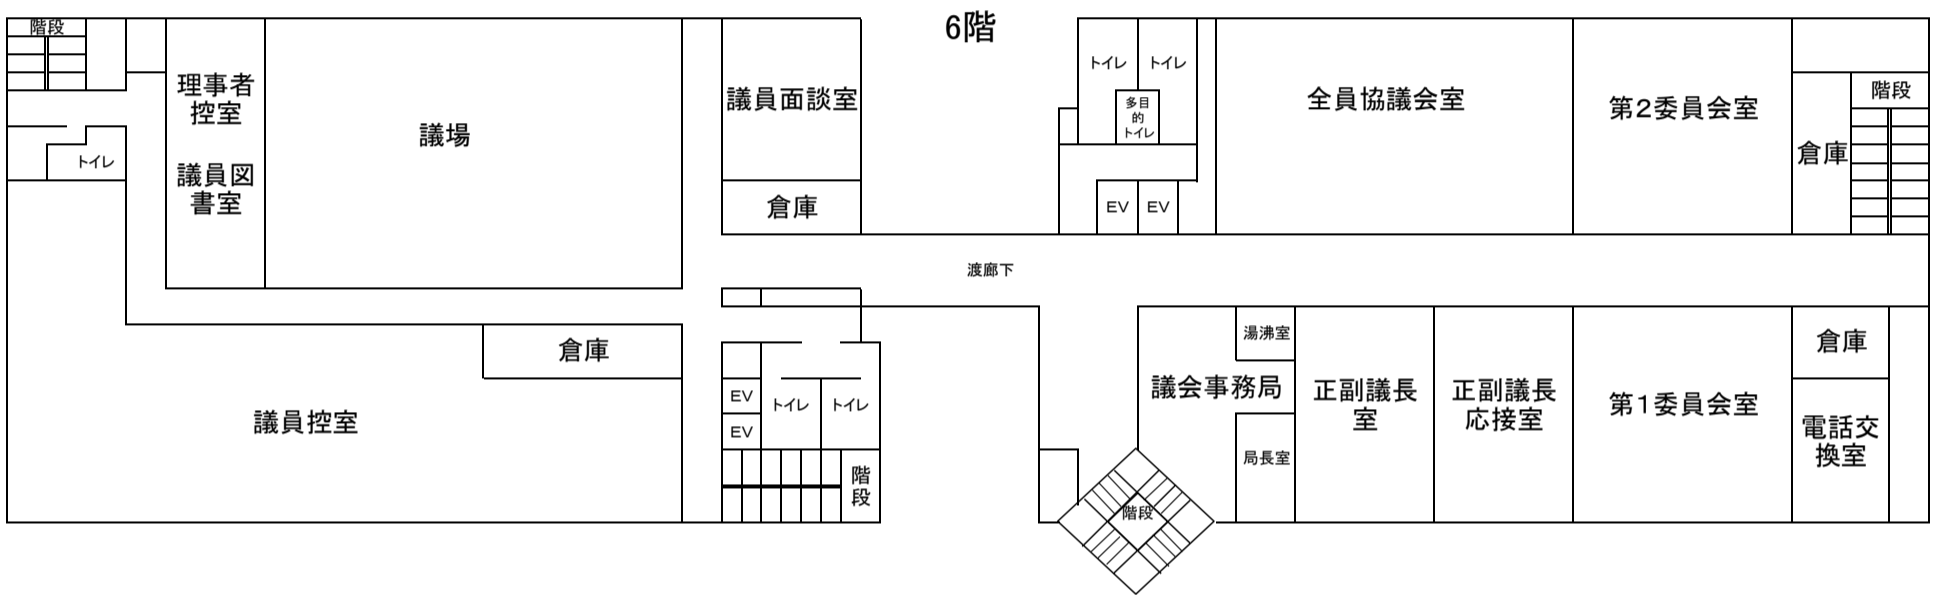 6階
階段
理事者
控室
議員図
書室
議場
トイレ
議員面談室
倉庫
トイレ
トイレ
多目
的
トイレ
EV
EV
全員協議会室
第2委員会室
倉庫
階段
渡廊下
倉庫
議員控室
EV
EV
トイレ
トイレ
階
段
階段
議会事務局
湯沸室
局長室
正副議長
室
正副議長
応接室
第1委員会室
倉庫
電話交
換室